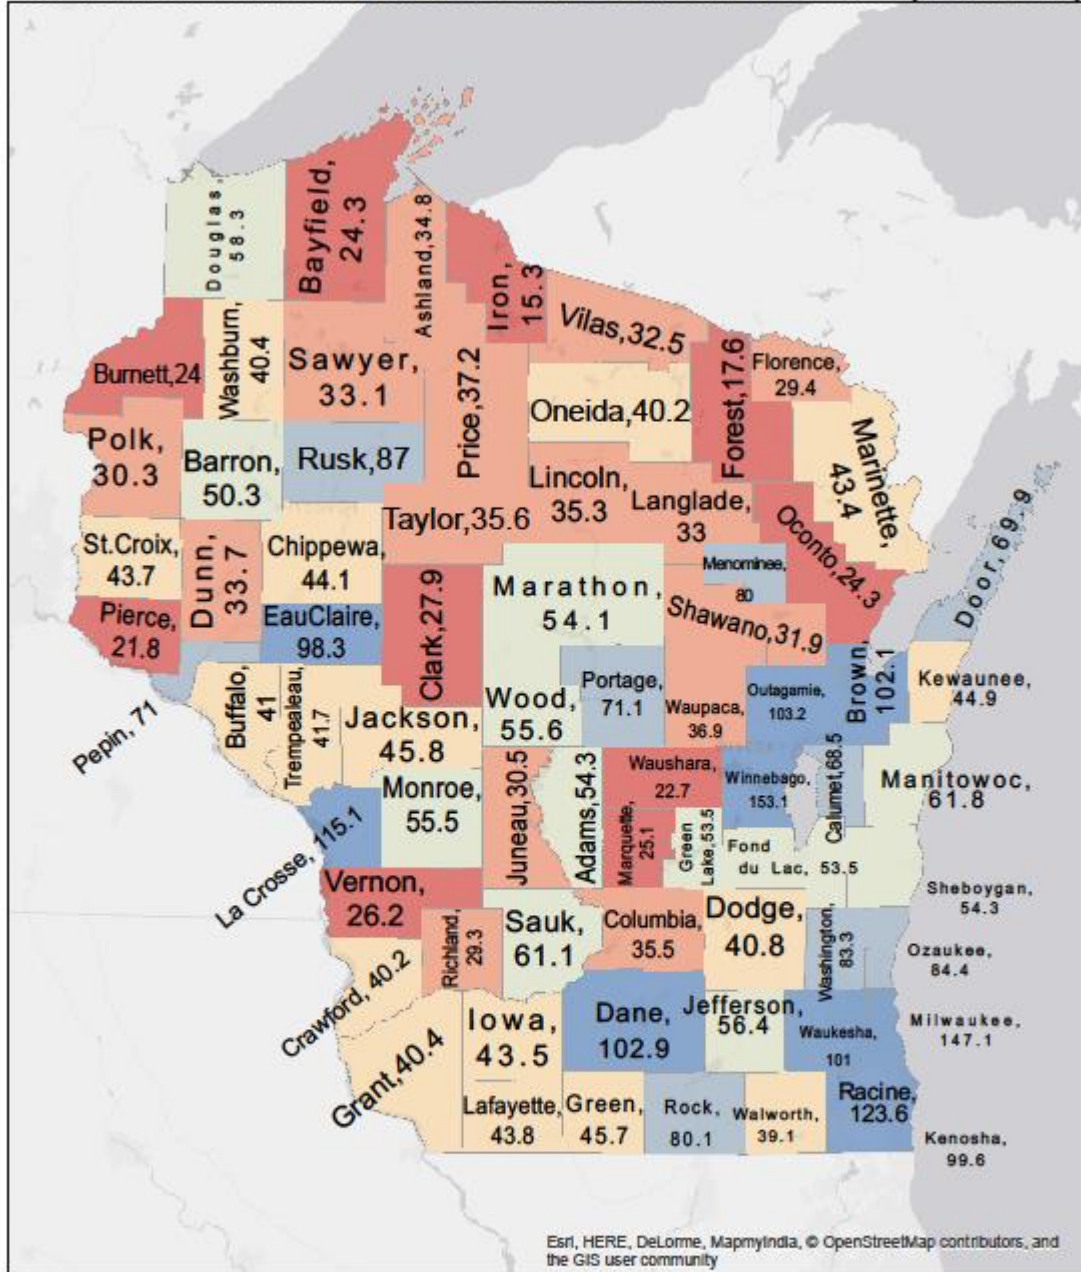 Douglas,
58.3
Bayfield,
24.3
Ashland,34.8
Iron,
15.3
Vilas,32.5
Florence,
29.4
Forest,17.6
Burnett,24
Washburn,
40.4
Sawyer,
33.1
Price,37.2
Oneida,40.2
Marinette,
43.4
Polk,
30.3
Barron,
50.3
Rusk,87
Lincoln,
35.3
Langlade,
33
Taylor,35.6
Oconto,24.3
Door,69.9
St.Croix,
43.7
Dunn,
33.7
Chippewa,
44.1
Marathon,
54.1
Menominee,
80
Shawano,31.9
Pierce,
21.8
EauClaire,
98.3
Clark,27.9
Pepin, 71
Buffalo,
41
Trempealeau,
41.7
Jackson,
45.8
Wood,
55.6
Portage,
71.1
Waupaca,
36.9
Outagamie,
103.2
Brown,
102.1
Kewaunee,
44.9
Monroe,
55.5
Juneau,30.5
Adams,54.3
Waushara,
22.7
Winnebago,
153.1
Calumet,68.5
Manitowoc,
61.8
La Crosse, 115.1
Marquette,
25.1
Green
Lake,53.5
Fond
du Lac, 53.5
Sheboygan,
54.3
Vernon,
26.2
Richland,
29.3
Sauk,
61.1
Columbia,
35.5
Dodge,
40.8
Washington,
83.3
Ozaukee,
84.4
Crawford, 40.2
Grant,40.4
Iowa,
43.5
Dane,
102.9
Jefferson,
56.4
Waukesha,
101
Milwaukee,
147.1
Lafayette,
43.8
Green,
45.7
Rock,
80.1
Walworth,
39.1
Racine,
123.6
Kenosha,
99.6
Esri, HERE, DeLorme, MapmyIndia, © OpenStreetMap contributors, and
the GIS user community